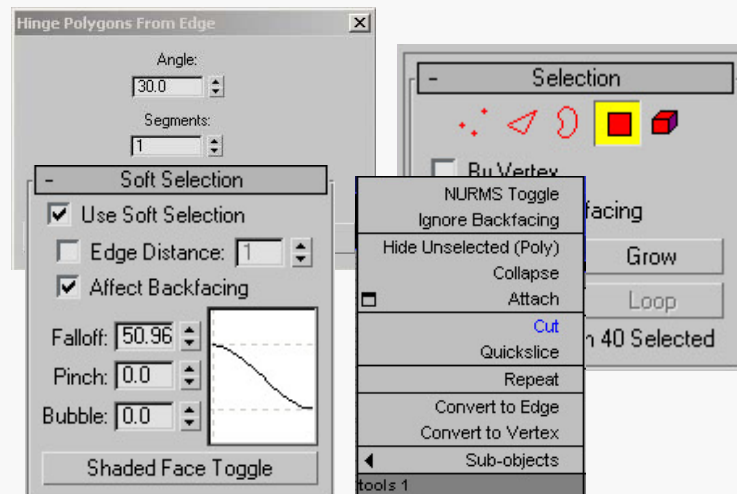 Hinge Polygons From Edge
Angle:
30.0
Segments:
1
- Selection
By Vertex
facing
Grow
Loop
40 Selected
- Soft Selection
Use Soft Selection
Edge Distance: 1
Affect Backfacing
Falloff: 50.96
Pinch: 0.0
Bubble: 0.0
Shaded Face Toggle
NURMS Toggle
Ignore Backfacing
Hide Unselected (Poly)
Collapse
Attach
Cut
Quickslice
Repeat
Convert to Edge
Convert to Vertex
Sub-objects
tools 1